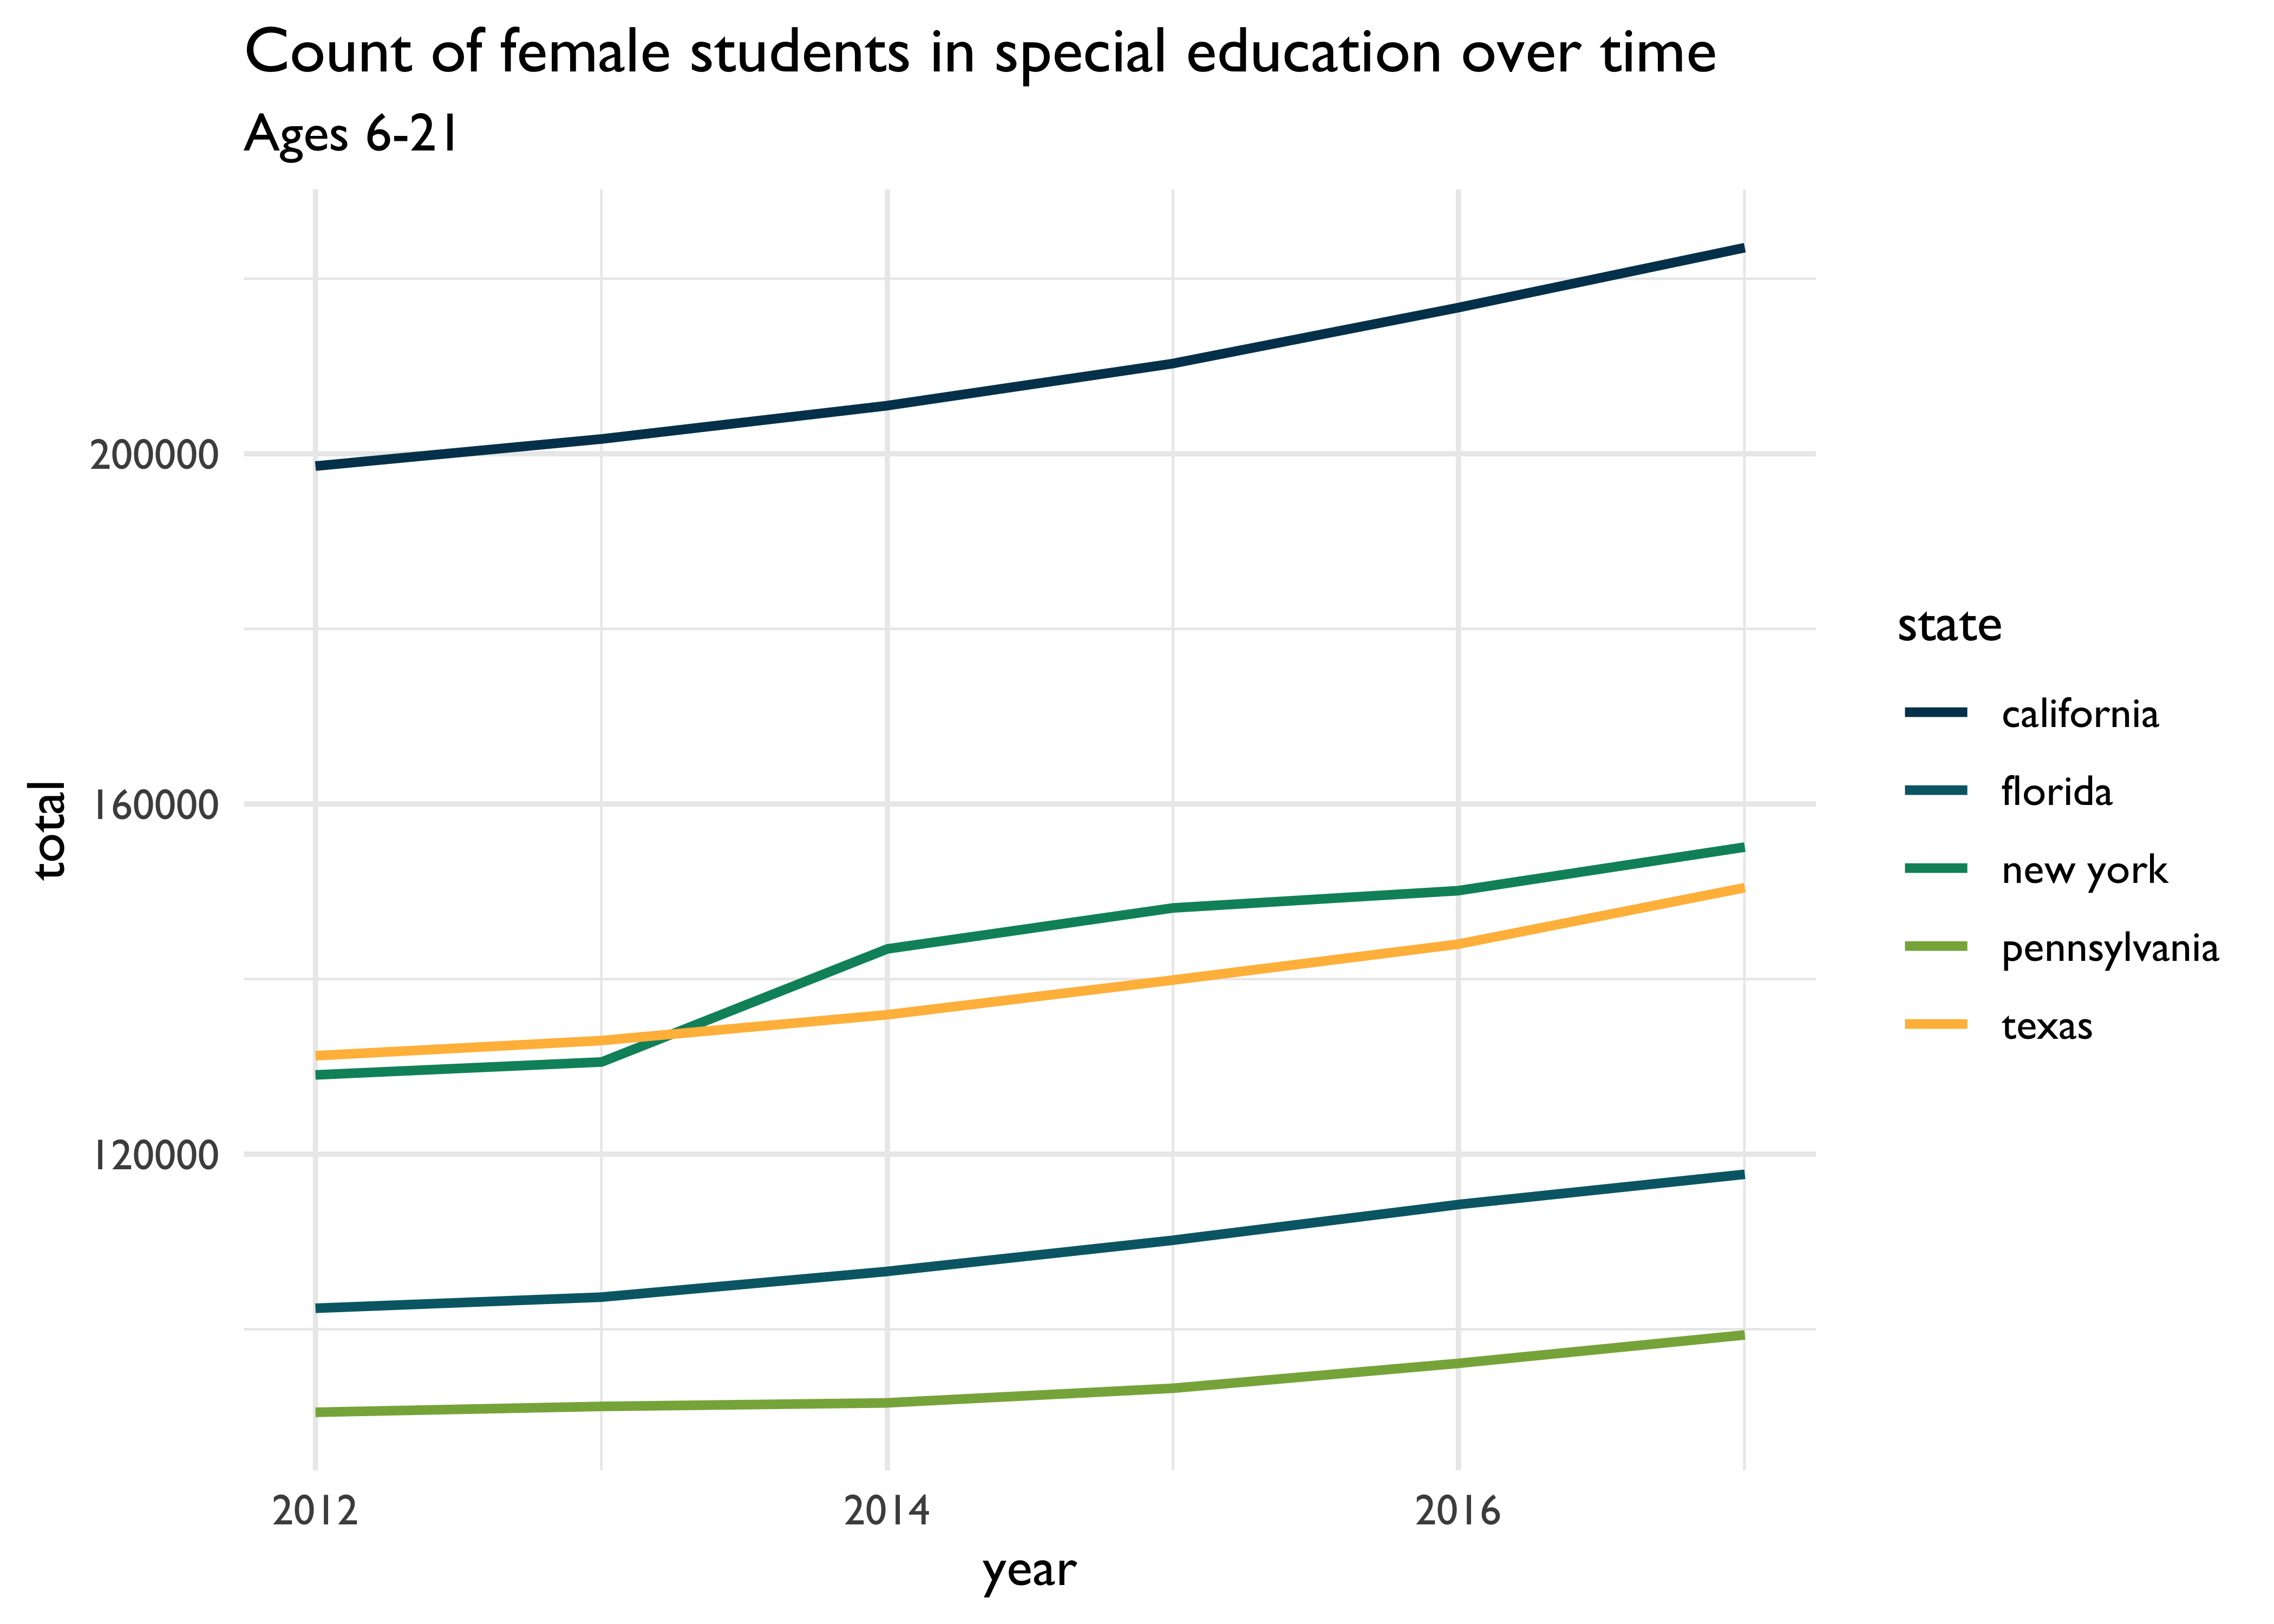 Count of female students in special education over time
Ages 6-21
total
200000
160000
120000
2012
2014
2016
year
state
california
florida
new york
pennsylvania
texas